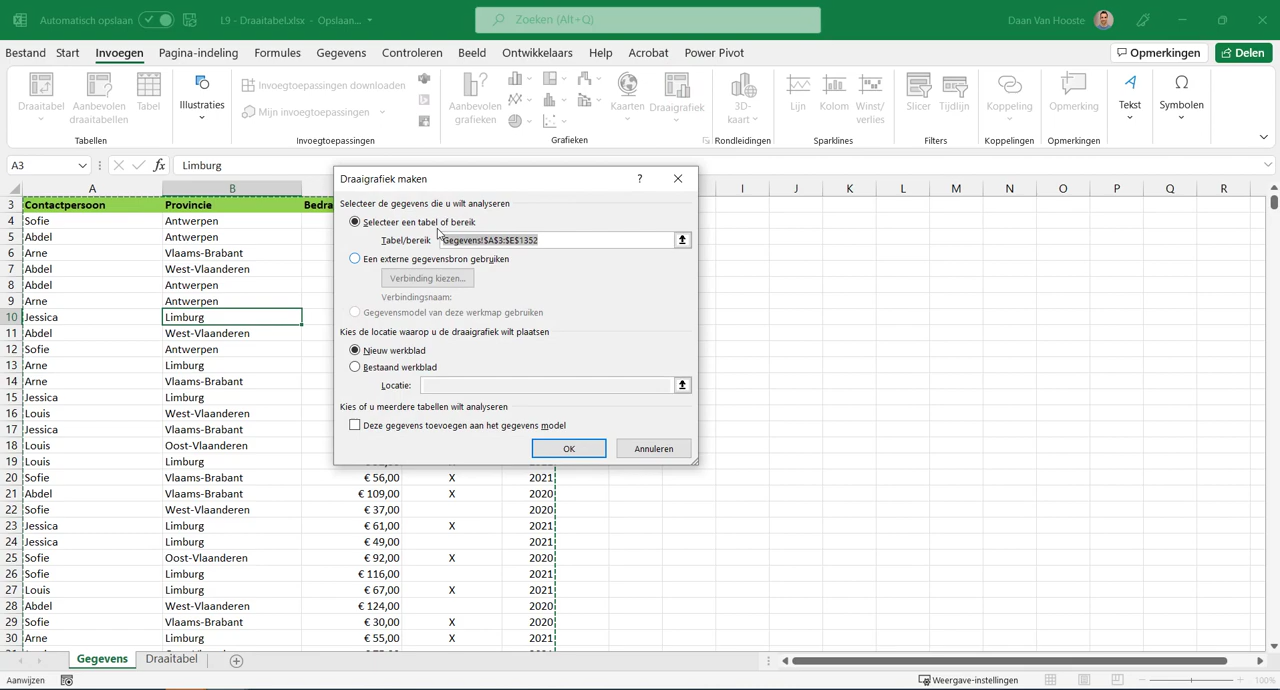 Automatisch opslaan
L9 - Draaitabel.xlsx - Opslaan...
Zoeken (Alt+Q)
Daan Van Hooste
Bestand Start Invoegen Pagina-indeling Formules Gegevens Controleren Beeld Ontwikkelaars Help Acrobat Power Pivot
Opmerkingen
Delen
Draaitabel
Aanbevolen draaitabellen
Tabel
Tabellen
Illustraties
Invoegtoepassingen downloaden
Mijn invoegtoepassingen
Invoegtoepassingen
Aanbevolen grafieken
Kaarten
Draaigrafiek
Grafieken
3D-kaart
Rondleidingen
Lijn
Kolom
Winst/verlies
Sparklines
Slicer
Tijdlijn
Filters
Koppeling
Koppelingen
Opmerking
Opmerkingen
Tekst
Symbolen
A3
fx
Limburg
A B I J K L M N O P Q R
3 Contactpersoon Provincie Bedra
4 Sofie Antwerpen
5 Abdel Antwerpen
6 Arne Vlaams-Brabant
7 Abdel West-Vlaanderen
8 Abdel Antwerpen
9 Arne Antwerpen
10 Jessica Limburg
11 Abdel West-Vlaanderen
12 Sofie Antwerpen
13 Arne Limburg
14 Arne Vlaams-Brabant
15 Jessica Limburg
16 Louis West-Vlaanderen
17 Jessica Vlaams-Brabant
18 Louis Oost-Vlaanderen
19 Louis Limburg X 2021
20 Sofie Vlaams-Brabant € 56,00 X 2021
21 Abdel Vlaams-Brabant € 109,00 X 2020
22 Sofie West-Vlaanderen € 37,00 2020
23 Jessica Limburg € 61,00 X 2021
24 Jessica Limburg € 49,00 2021
25 Sofie Oost-Vlaanderen € 92,00 X 2020
26 Sofie Limburg € 116,00 2021
27 Louis Limburg € 67,00 X 2021
28 Abdel West-Vlaanderen € 124,00 2020
29 Sofie Vlaams-Brabant € 30,00 X 2021
30 Arne Limburg € 55,00 X 2021
Draaigrafiek maken
?
Selecteer de gegevens die u wilt analyseren
Selecteer een tabel of bereik
Tabel/bereik Gegevens!$A$3:$E$1352
Een externe gegevensbron gebruiken
Verbinding kiezen...
Verbindingsnaam:
Gegevensmodel van deze werkmap gebruiken
Kies de locatie waarop u de draaigrafiek wilt plaatsen
Nieuw werkblad
Bestaand werkblad
Locatie:
Kies of u meerdere tabellen wilt analyseren
Deze gegevens toevoegen aan het gegevens model
OK
Annuleren
Gegevens Draaitabel
Aanwijzen
Weergave-instellingen
100%